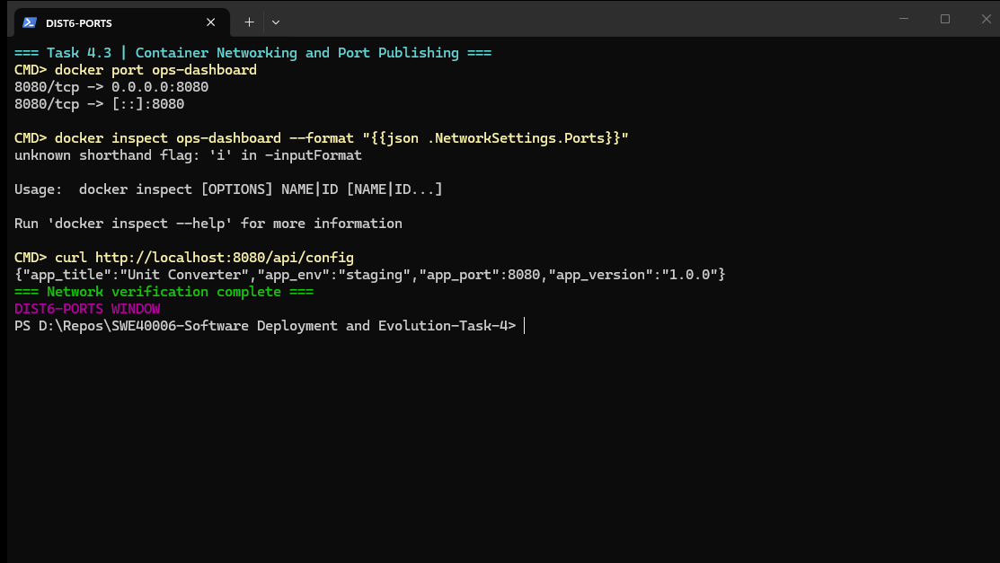 DIST6-PORTS
=== Task 4.3 | Container Networking and Port Publishing ===
CMD> docker port ops-dashboard
8080/tcp -> 0.0.0.0:8080
8080/tcp -> [::]:8080
CMD> docker inspect ops-dashboard --format "{{json .NetworkSettings.Ports}}"
unknown shorthand flag: 'i' in -inputFormat
Usage:  docker inspect [OPTIONS] NAME|ID [NAME|ID...]
Run 'docker inspect --help' for more information
CMD> curl http://localhost:8080/api/config
{"app_title":"Unit Converter","app_env":"staging","app_port":8080,"app_version":"1.0.0"}
=== Network verification complete ===
DIST6-PORTS WINDOW
PS D:\Repos\SWE40006-Software Deployment and Evolution-Task-4>